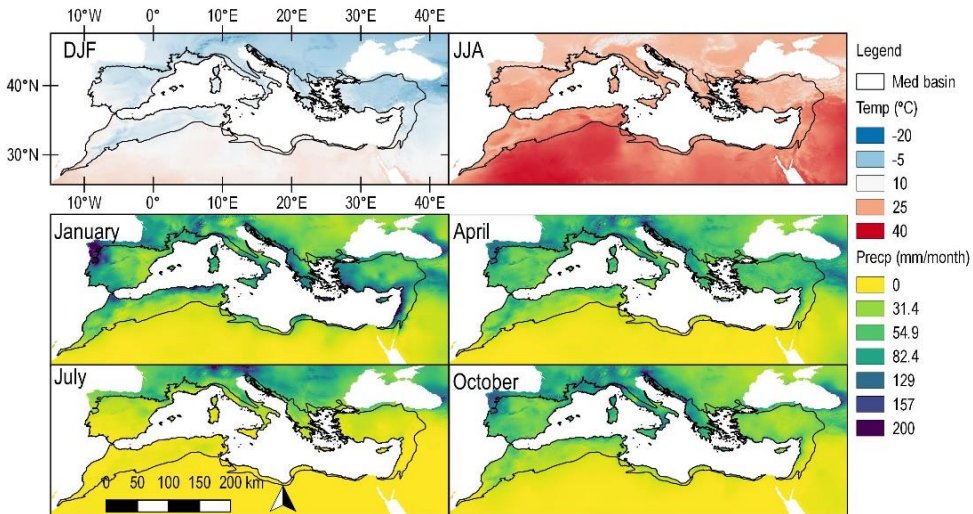 10°W 0° 10°E 20°E 30°E 40°E
DJF
JJA
40°N
30°N
10°W 0° 10°E 20°E 30°E 40°E
January
April
July
October
0 50 100 150 200 km
Legend
Med basin
Temp (°C)
-20
-5
10
25
40
Precp (mm/month)
0
31.4
54.9
82.4
129
157
200